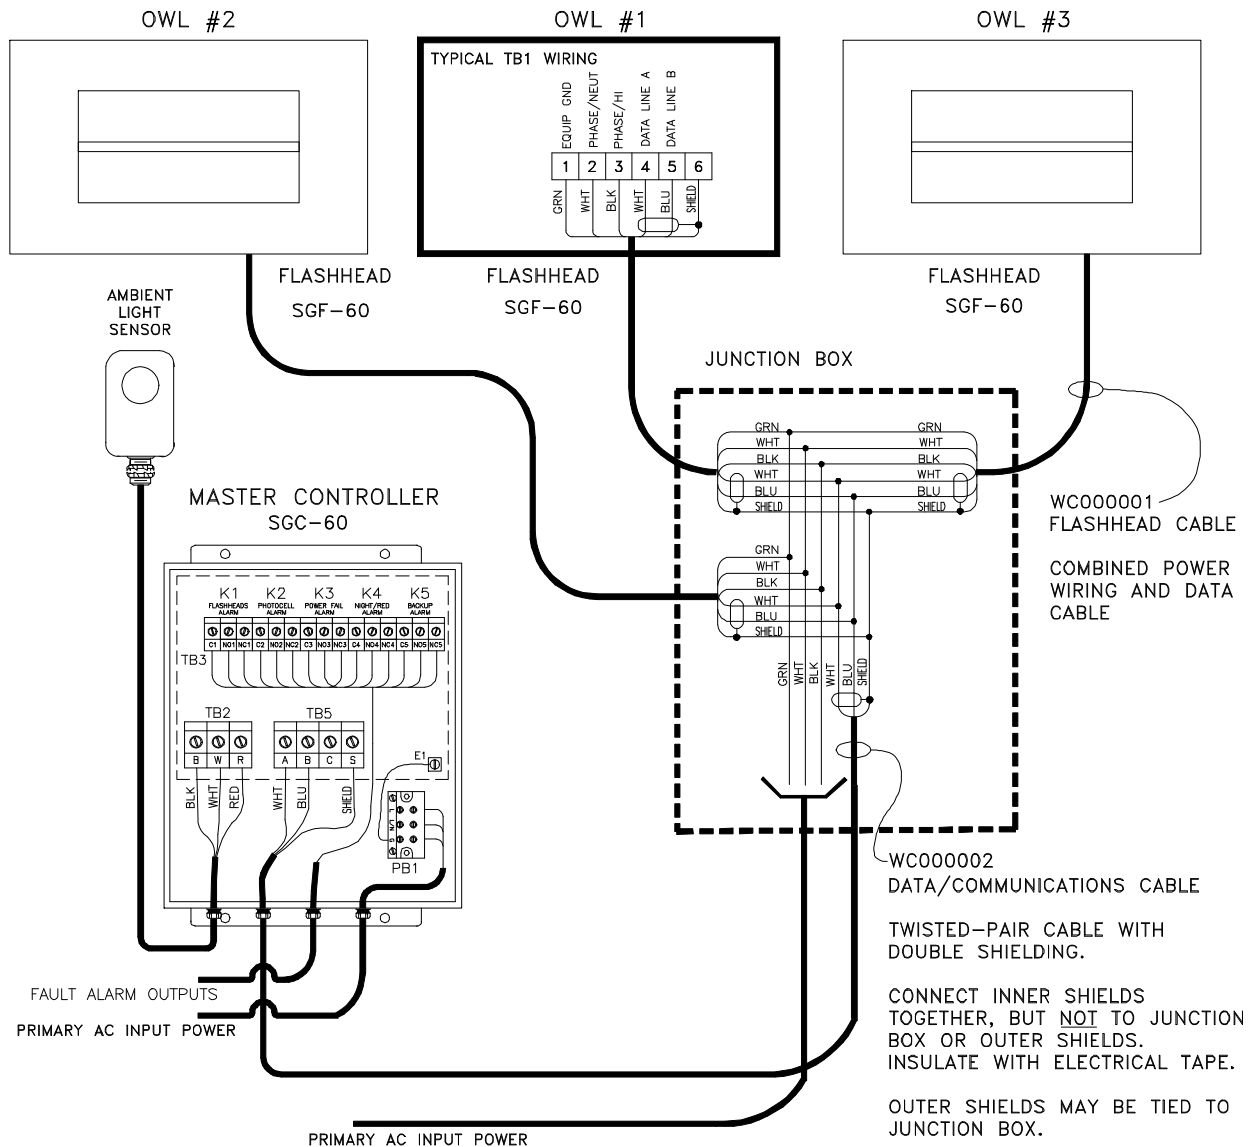 OWL #2
OWL #1
OWL #3
TYPICAL TB1 WIRING
EQUIP GND
PHASE/NEUT
PHASE/HI
DATA LINE A
DATA LINE B
1 2 3 4 5 6
GRN
WHT
BLK
WHT
BLU
SHIELD
FLASHHEAD
SGF-60
FLASHHEAD
SGF-60
FLASHHEAD
SGF-60
AMBIENT
LIGHT
SENSOR
JUNCTION BOX
GRN
WHT
BLK
WHT
BLU
SHIELD
GRN
WHT
BLK
WHT
BLU
SHIELD
GRN
WHT
BLK
WHT
BLU
SHIELD
GRN
WHT
BLK
WHT
BLU
SHIELD
WC000001
FLASHHEAD CABLE
COMBINED POWER
WIRING AND DATA
CABLE
MASTER CONTROLLER
SGC-60
K1 K2 K3 K4 K5
FLASHHEADS
ALARM
PHOTOCELL
ALARM
POWER FAIL
ALARM
NIGHT/RED
ALARM
BACKUP
ALARM
C1 NO1 NC1 C2 NO2 NC2 C3 NO3 NC3 C4 NO4 NC4 C5 NO5 NC5
TB3
TB2
B W R
BLK
WHT
RED
TB5
A B C S
WHT
BLU
SHIELD
E1
L
L/N
G
PB1
WC000002
DATA/COMMUNICATIONS CABLE
TWISTED-PAIR CABLE WITH
DOUBLE SHIELDING.
CONNECT INNER SHIELDS
TOGETHER, BUT NOT TO JUNCTION
BOX OR OUTER SHIELDS.
INSULATE WITH ELECTRICAL TAPE.
OUTER SHIELDS MAY BE TIED TO
JUNCTION BOX.
FAULT ALARM OUTPUTS
PRIMARY AC INPUT POWER
PRIMARY AC INPUT POWER